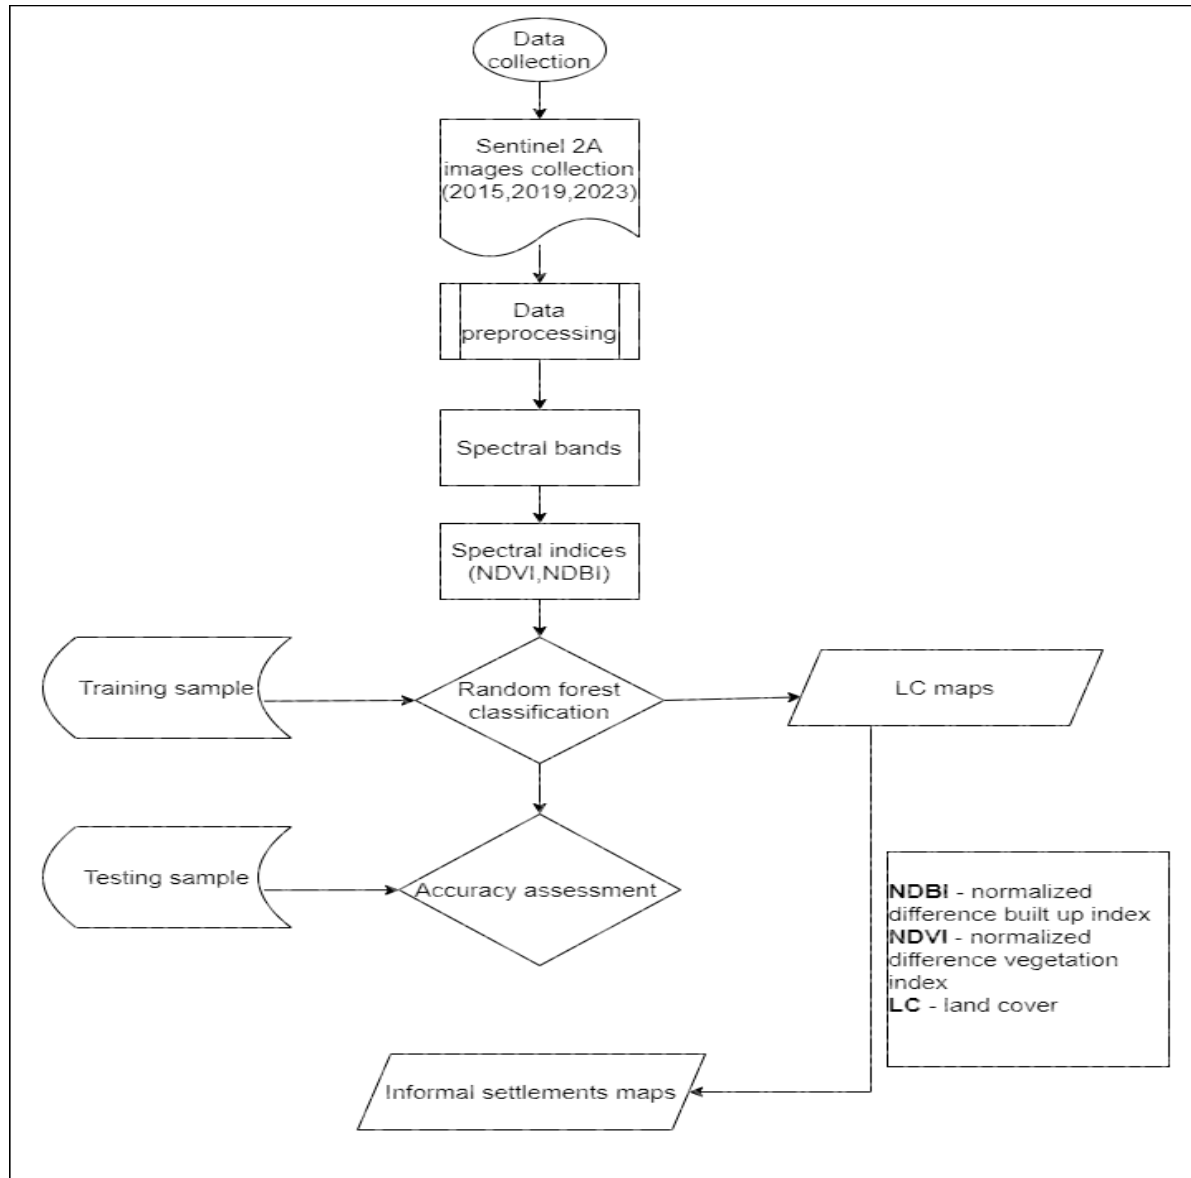 Data
collection
Sentinel 2A
images collection
(2015,2019,2023)
Data
preprocessing
Spectral bands
Spectral indices
(NDVI,NDBI)
Training sample
Random forest
classification
LC maps
Testing sample
Accuracy assessment
NDBI - normalized
difference built up index
NDVI - normalized
difference vegetation
index
LC - land cover
Informal settlements maps